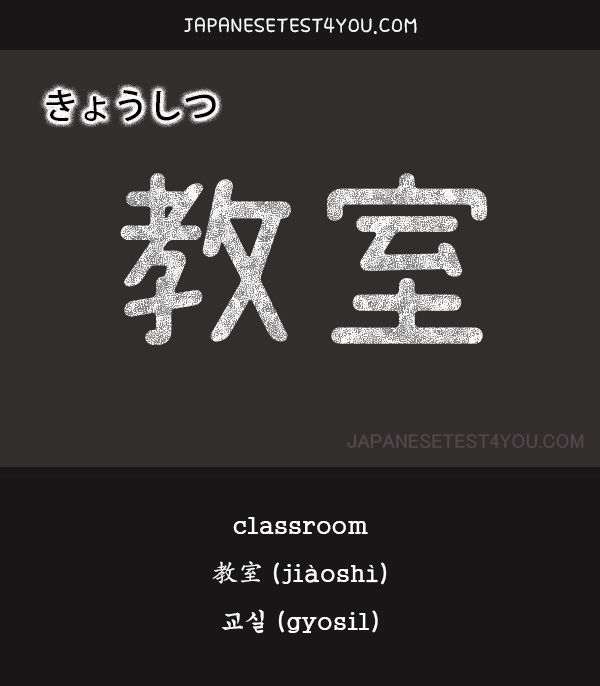 JAPANESETEST4YOU.COM
きょうしつ
教室
JAPANESETEST4YOU.COM
classroom
教室 (jiàoshì)
교실 (gyosil)